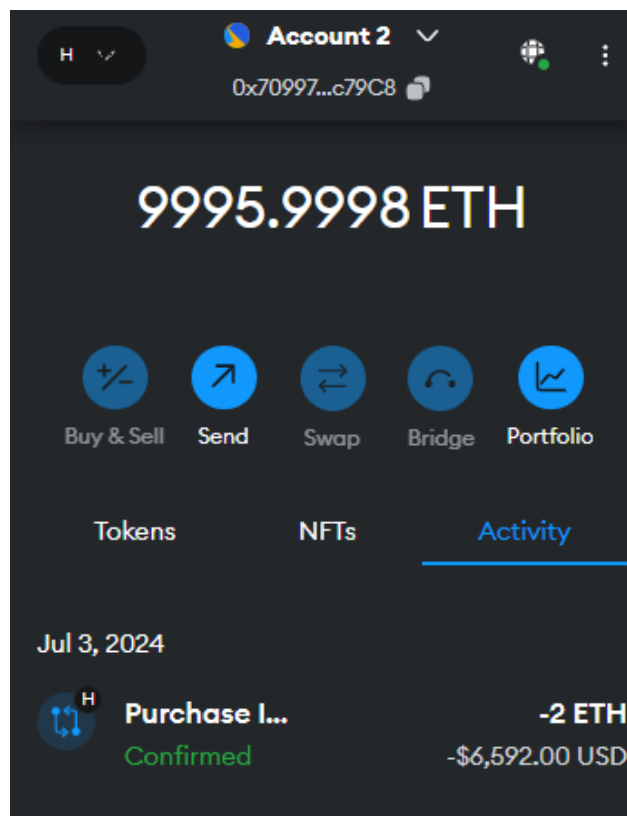 H
Account 2
0x70997...c79C8
9995.9998 ETH
Buy & Sell Send Swap Bridge Portfolio
Tokens NFTs Activity
Jul 3, 2024
H
Purchase I... -2 ETH
Confirmed -$6,592.00 USD